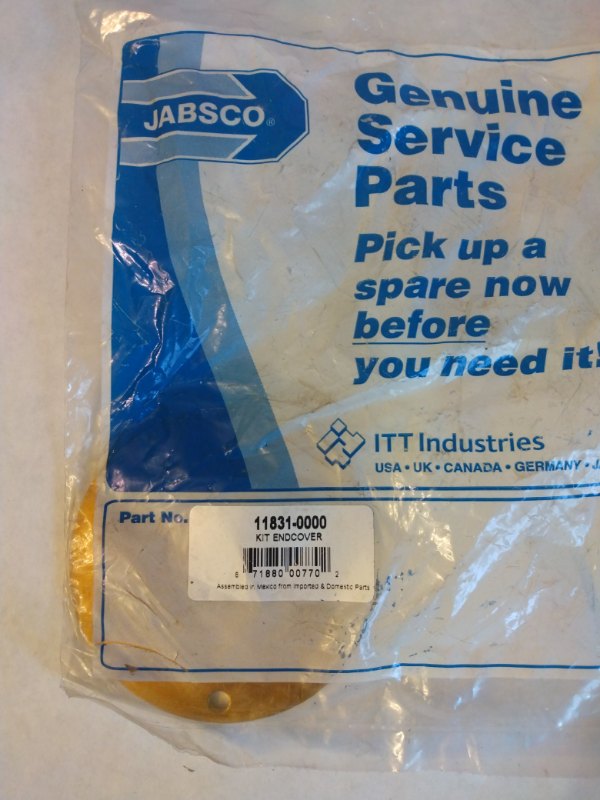 JABSCO®
Genuine
Service
Parts
Pick up a
spare now
before
you need it!
ITT Industries
USA • UK • CANADA • GERMANY • J
Part No.
11831-0000
KIT ENDCOVER
6 71880 00770 2
Assembled in Mexico from Imported & Domestic Parts